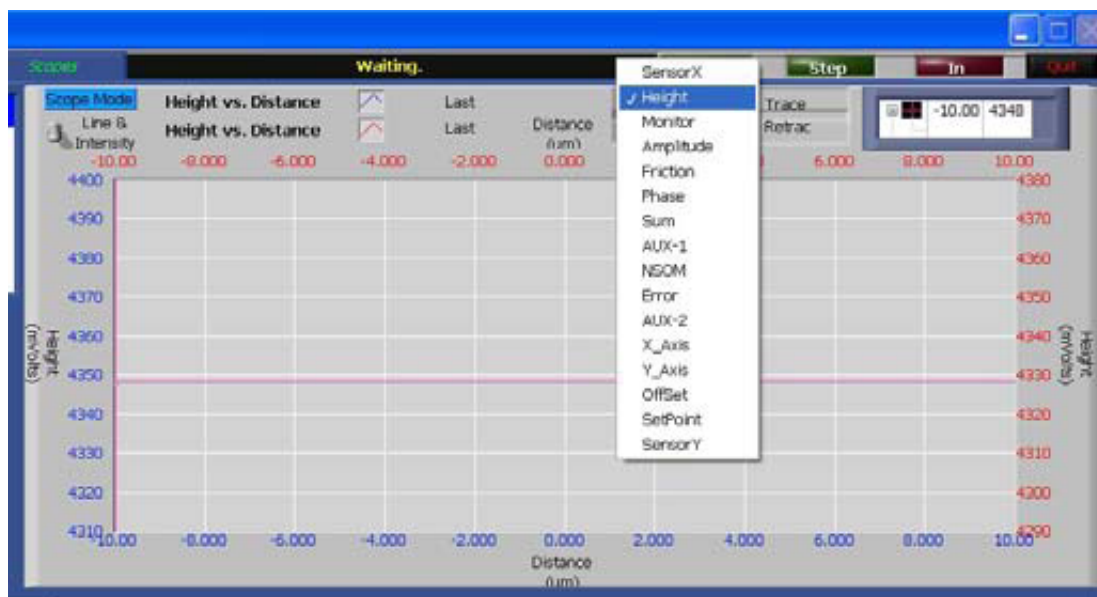 Scopes Waiting. Step In Quit
SensorX
✓ Height
Monitor
Amplitude
Friction
Phase
Sum
AUX-1
NSOM
Error
AUX-2
X_Axis
Y_Axis
OffSet
SetPoint
SensorY
Scope Mode
Line &
Intensity
Height vs. Distance Last
Height vs. Distance Last
Distance
(um)
Trace
Retrac
-10.00 4348
-10.00 -8.000 -6.000 -4.000 -2.000 0.000 6.000 8.000 10.00
4400 4380
4390 4370
4380 4360
4370 4350
4360 4340
4350 4330
4340 4320
4330 4310
4320 4300
4310 4290
Height
(mVolts)
Height
(mVolts)
-10.00 -8.000 -6.000 -4.000 -2.000 0.000 2.000 4.000 6.000 8.000 10.00
Distance
(um)